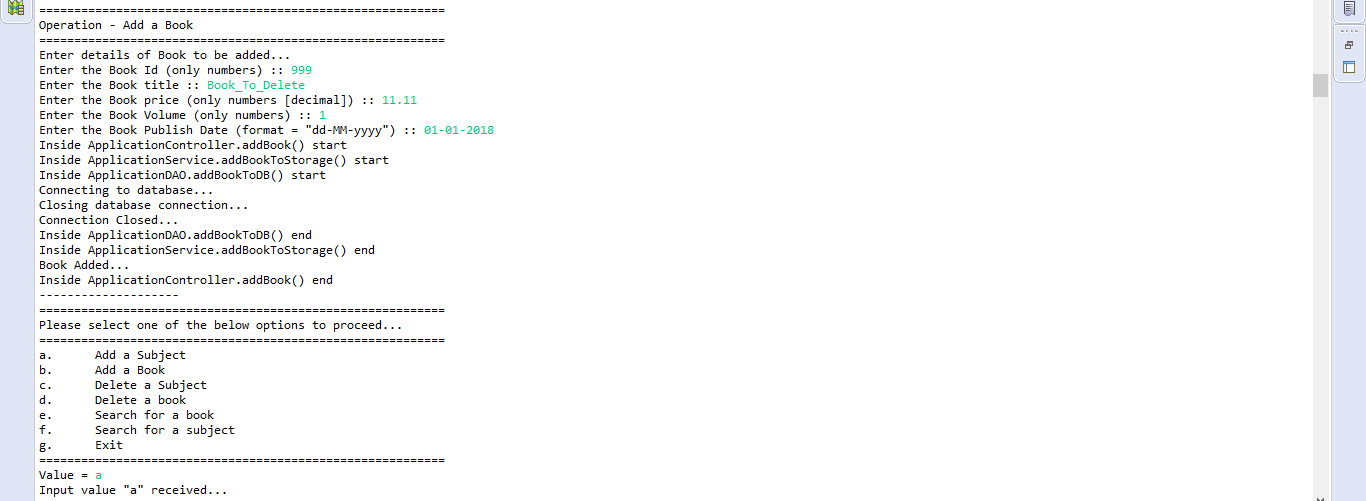 ==========================================================
Operation - Add a Book
==========================================================
Enter details of Book to be added...
Enter the Book Id (only numbers) :: 999
Enter the Book title :: Book_To_Delete
Enter the Book price (only numbers [decimal]) :: 11.11
Enter the Book Volume (only numbers) :: 1
Enter the Book Publish Date (format = "dd-MM-yyyy") :: 01-01-2018
Inside ApplicationController.addBook() start
Inside ApplicationService.addBookToStorage() start
Inside ApplicationDAO.addBookToDB() start
Connecting to database...
Closing database connection...
Connection Closed...
Inside ApplicationDAO.addBookToDB() end
Inside ApplicationService.addBookToStorage() end
Book Added...
Inside ApplicationController.addBook() end
--------------------
==========================================================
Please select one of the below options to proceed...
==========================================================
a. Add a Subject
b. Add a Book
c. Delete a Subject
d. Delete a book
e. Search for a book
f. Search for a subject
g. Exit
==========================================================
Value = a
Input value "a" received...